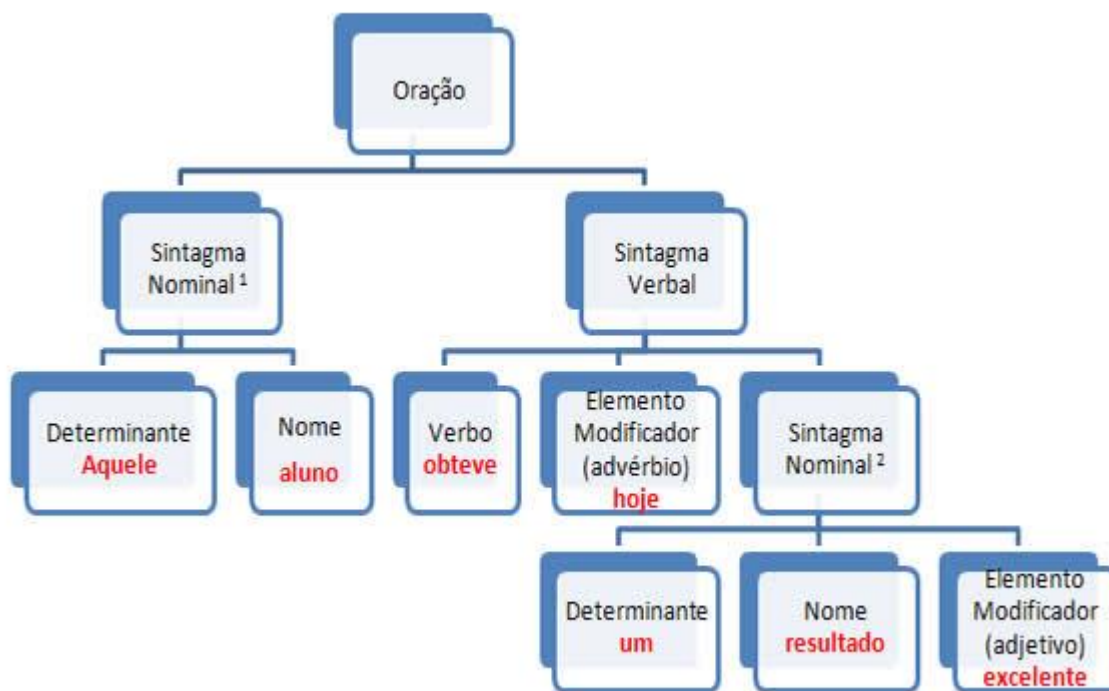 Oração
Sintagma
Nominal ¹
Sintagma
Verbal
Determinante
Aquele
Nome
aluno
Verbo
obteve
Elemento
Modificador
(advérbio)
hoje
Sintagma
Nominal ²
Determinante
um
Nome
resultado
Elemento
Modificador
(adjetivo)
excelente